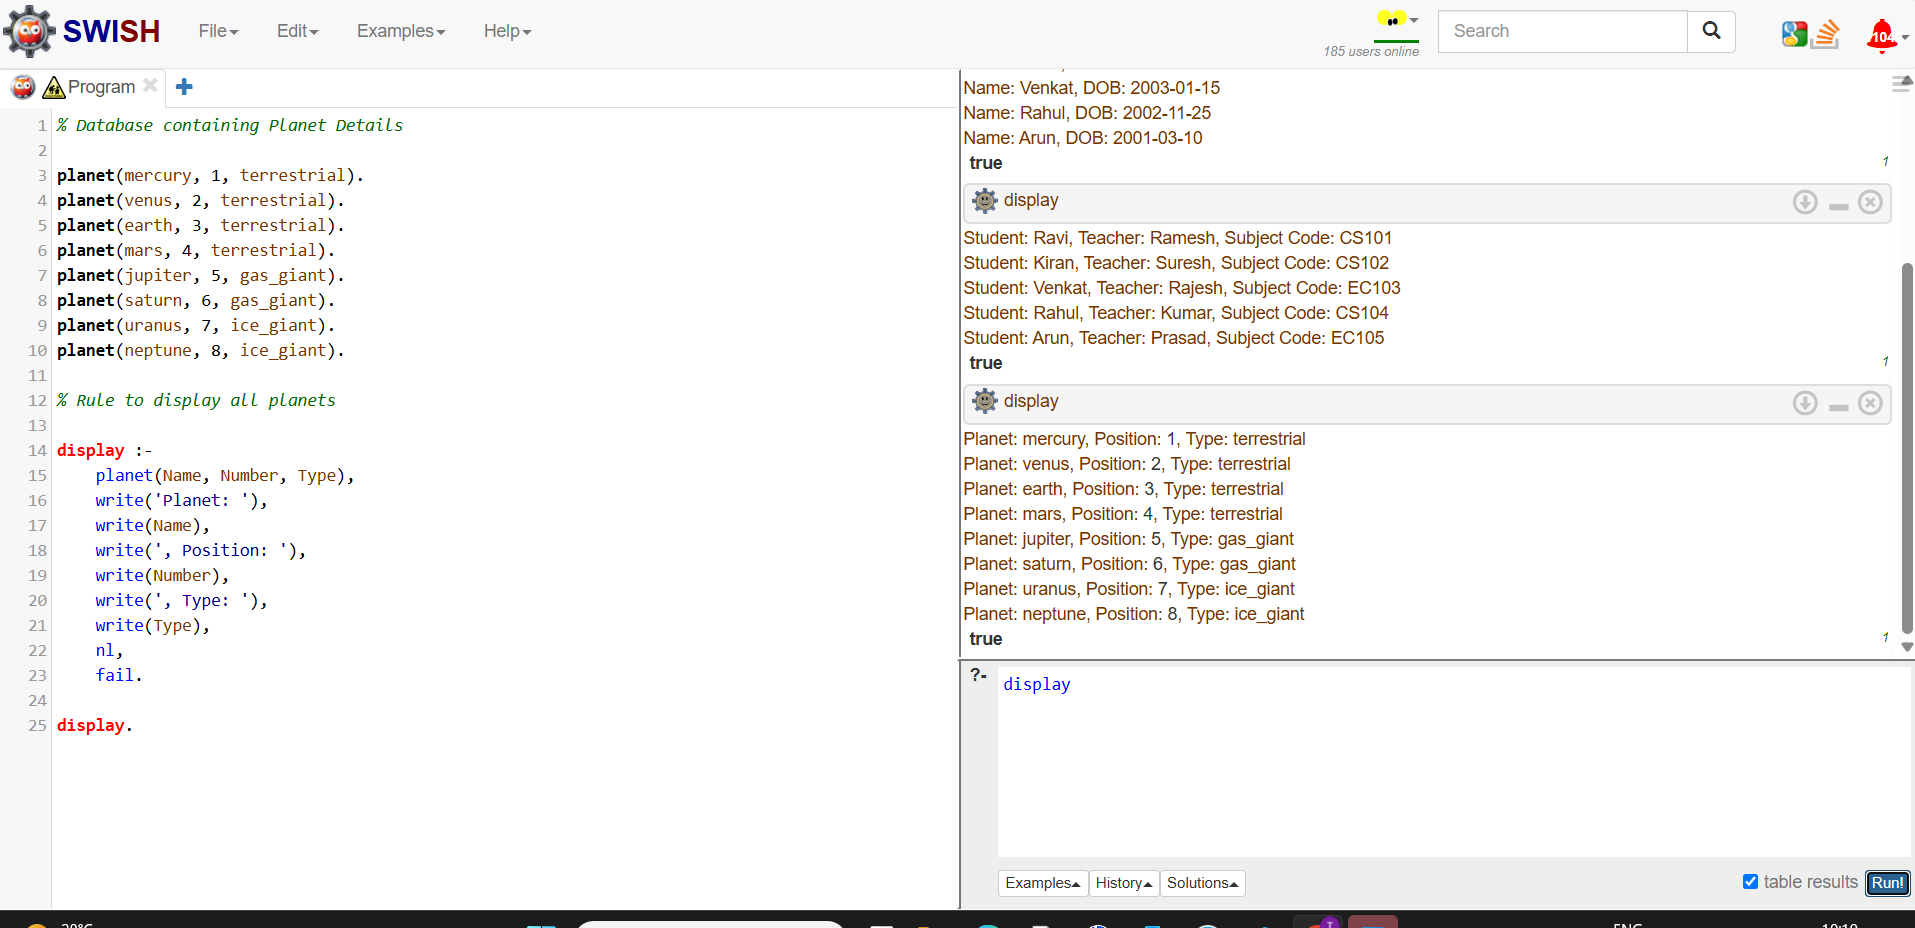 SWISH File Edit Examples Help 185 users online Search 104
Program
1 % Database containing Planet Details
2
3 planet(mercury, 1, terrestrial).
4 planet(venus, 2, terrestrial).
5 planet(earth, 3, terrestrial).
6 planet(mars, 4, terrestrial).
7 planet(jupiter, 5, gas_giant).
8 planet(saturn, 6, gas_giant).
9 planet(uranus, 7, ice_giant).
10 planet(neptune, 8, ice_giant).
11
12 % Rule to display all planets
13
14 display :-
15     planet(Name, Number, Type),
16     write('Planet: '),
17     write(Name),
18     write(', Position: '),
19     write(Number),
20     write(', Type: '),
21     write(Type),
22     nl,
23     fail.
24
25 display.
Name: Venkat, DOB: 2003-01-15
Name: Rahul, DOB: 2002-11-25
Name: Arun, DOB: 2001-03-10
true 1
display
Student: Ravi, Teacher: Ramesh, Subject Code: CS101
Student: Kiran, Teacher: Suresh, Subject Code: CS102
Student: Venkat, Teacher: Rajesh, Subject Code: EC103
Student: Rahul, Teacher: Kumar, Subject Code: CS104
Student: Arun, Teacher: Prasad, Subject Code: EC105
true 1
display
Planet: mercury, Position: 1, Type: terrestrial
Planet: venus, Position: 2, Type: terrestrial
Planet: earth, Position: 3, Type: terrestrial
Planet: mars, Position: 4, Type: terrestrial
Planet: jupiter, Position: 5, Type: gas_giant
Planet: saturn, Position: 6, Type: gas_giant
Planet: uranus, Position: 7, Type: ice_giant
Planet: neptune, Position: 8, Type: ice_giant
true 1
?- display
Examples History Solutions table results Run!